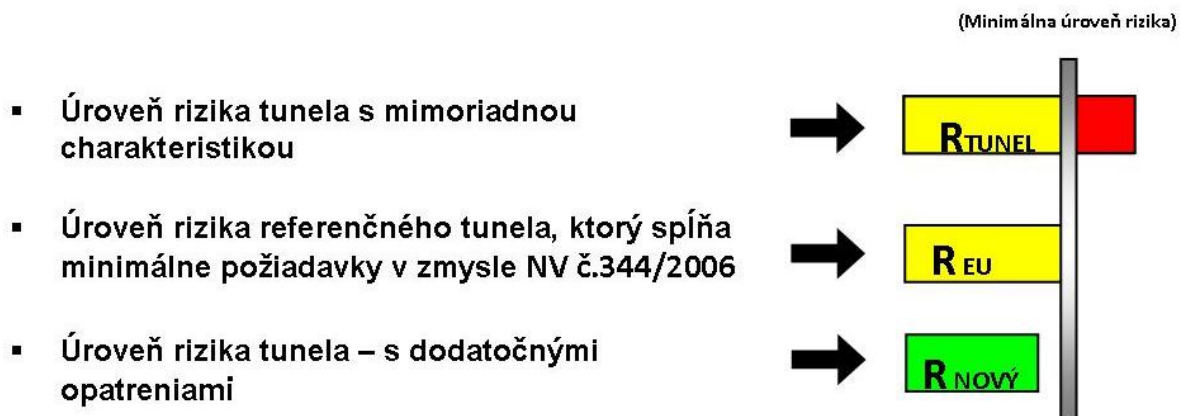 (Minimálna úroveň rizika)
▪ Úroveň rizika tunela s mimoriadnou
charakteristikou
RTUNEL
▪ Úroveň rizika referenčného tunela, ktorý spĺňa
minimálne požiadavky v zmysle NV č.344/2006
R EU
▪ Úroveň rizika tunela – s dodatočnými
opatreniami
R NOVÝ